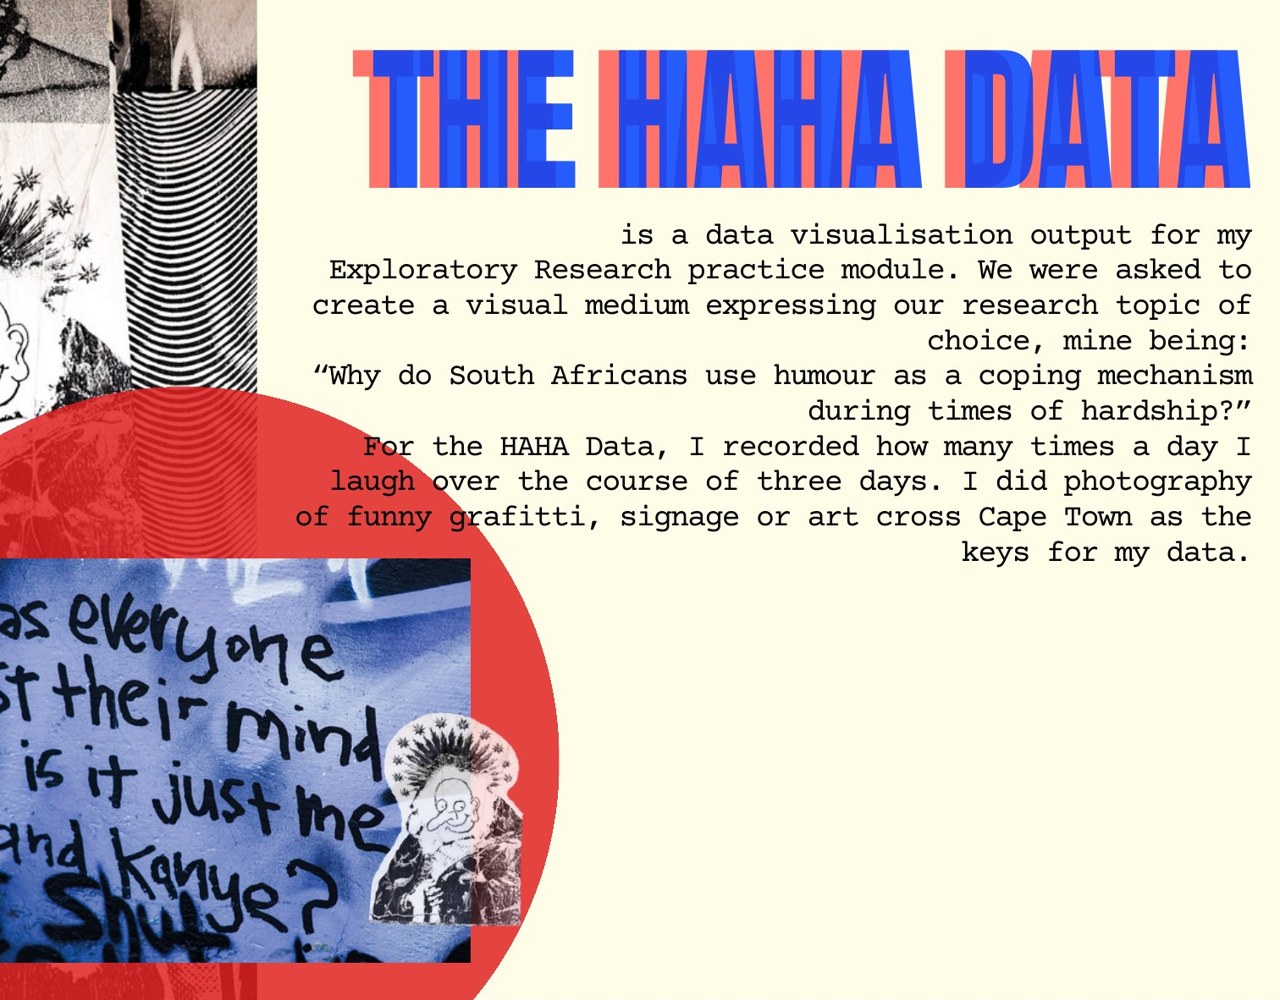 THE HAHA DATA
is a data visualisation output for my
Exploratory Research practice module. We were asked to
create a visual medium expressing our research topic of
choice, mine being:
“Why do South Africans use humour as a coping mechanism
during times of hardship?”
For the HAHA Data, I recorded how many times a day I
laugh over the course of three days. I did photography
of funny grafitti, signage or art cross Cape Town as the
keys for my data.
as everyone
st their mind
is it just me
and Kanye?
Shut